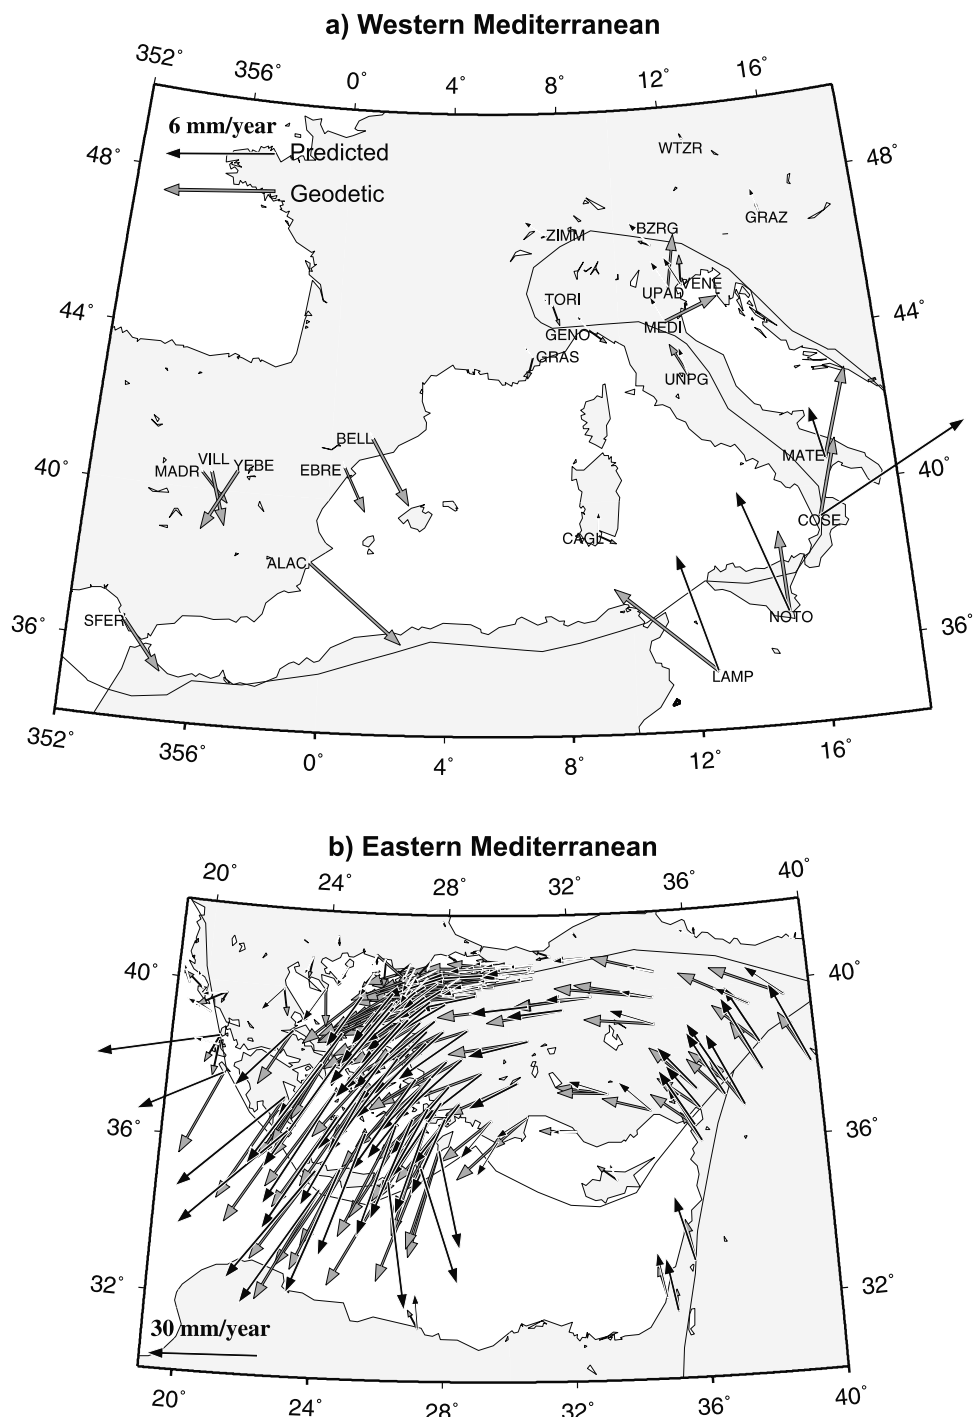 a) Western Mediterranean
352° 356° 0° 4° 8° 12° 16°
6 mm/year
Predicted
Geodetic
48° 48°
WTZR
GRAZ
ZIMM
BZRG
VENE
UPAD
TORI
44° 44°
MEDI
GENO
GRAS
UNPG
BELL
VILL
MADR
YEBE
EBRE
MATE
40° 40°
COSE
CAGL
ALAC
SFER
NOTO
36° 36°
LAMP
352° 356° 0° 4° 8° 12° 16°
b) Eastern Mediterranean
20° 24° 28° 32° 36° 40°
40° 40°
36° 36°
32° 32°
30 mm/year
20° 24° 28° 32° 36° 40°